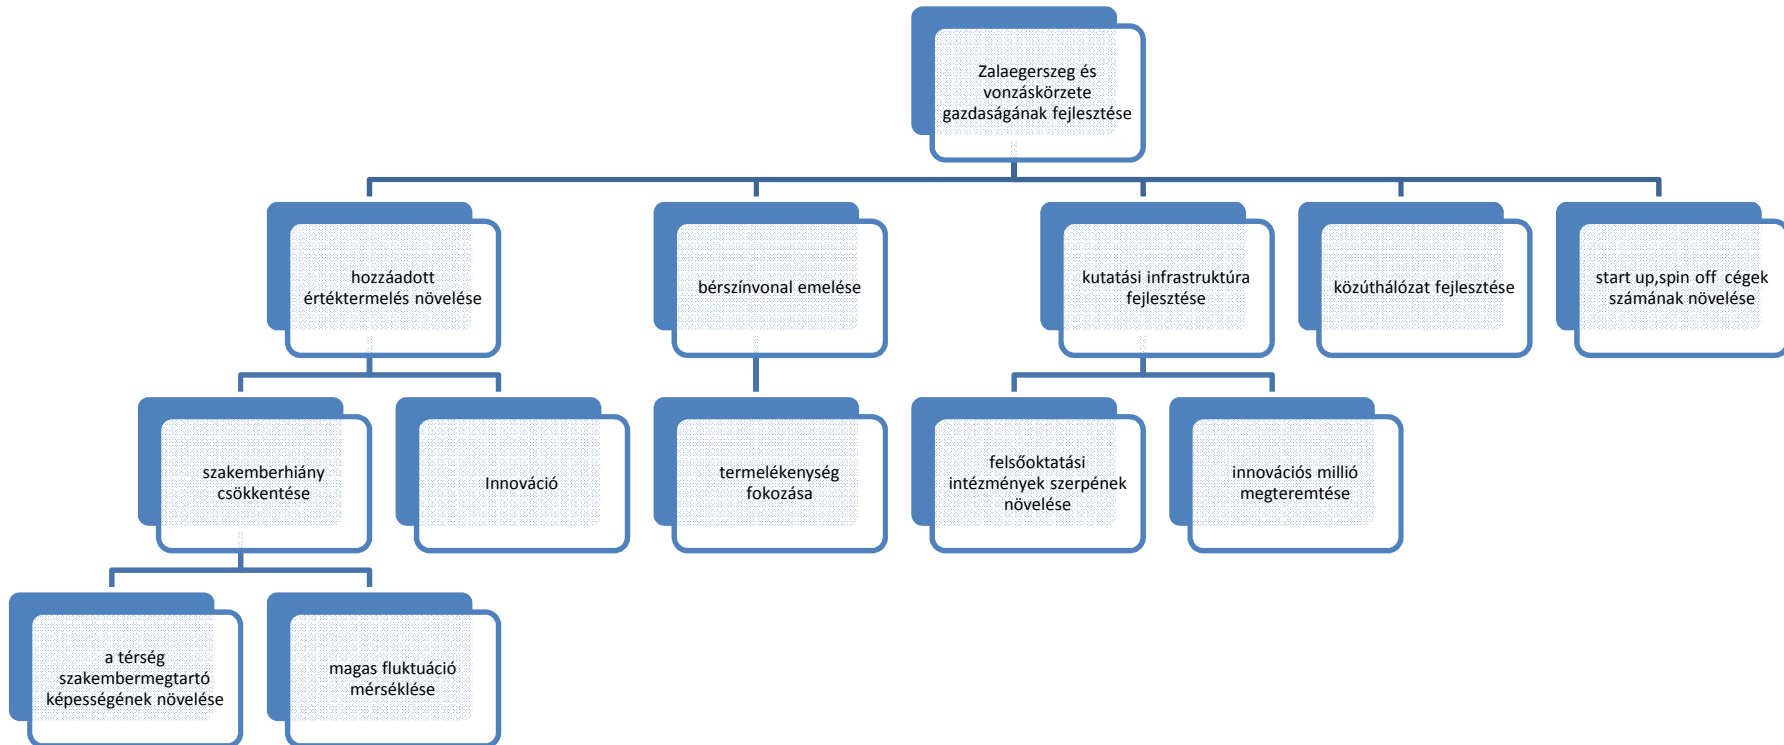 Zalaegerszeg és
vonzáskörzete
gazdaságának fejlesztése
hozzáadott
értéktermelés növelése
bérszínvonal emelése
kutatási infrastruktúra
fejlesztése
közúthálózat fejlesztése
start up,spin off cégek
számának növelése
szakemberhiány
csökkentése
Innováció
termelékenység
fokozása
felsőoktatási
intézmények szerpének
növelése
innovációs millió
megteremtése
a térség
szakembermegtartó
képességének növelése
magas fluktuáció
mérséklése